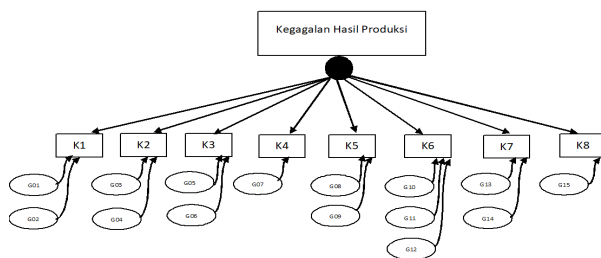 Kegagalan Hasil Produksi
K1 K2 K3 K4 K5 K6 K7 K8
G01 G03 G05 G07 G08 G10 G13 G15
G02 G04 G06 G09 G11 G14
G12